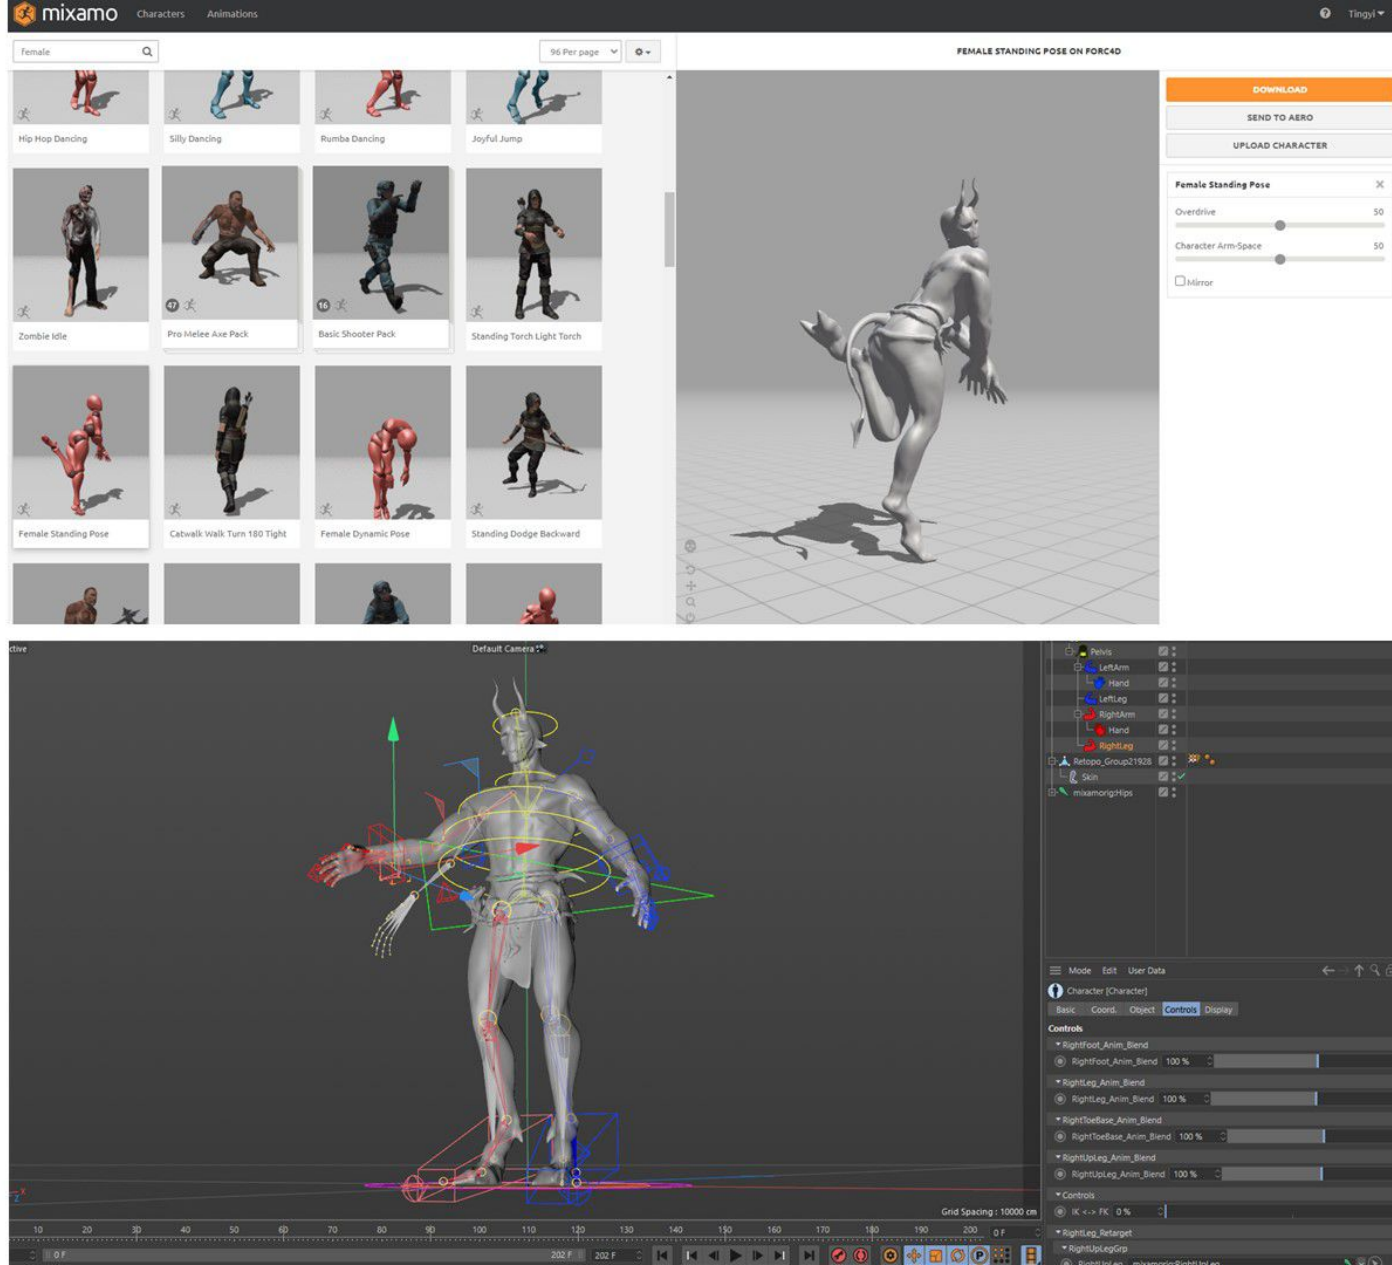 mixamo Characters Animations Tingyi
Female 96 Per page FEMALE STANDING POSE ON FORC4D
DOWNLOAD
SEND TO AERO
UPLOAD CHARACTER
Hip Hop Dancing Silly Dancing Rumba Dancing Joyful Jump
Female Standing Pose
Overdrive 50
Character Arm-Space 50
Mirror
47 16
Zombie Idle Pro Melee Axe Pack Basic Shooter Pack Standing Torch Light Torch
Female Standing Pose Catwalk Walk Turn 180 Tight Female Dynamic Pose Standing Dodge Backward
ctive Default Camera
Pelvis
LeftArm
Hand
LeftLeg
RightArm
Hand
RightLeg
Retopo_Group21928
Skin
mixamorig:Hips
Mode Edit User Data
Character [Character]
Basic Coord. Object Controls Display
Controls
RightFoot_Anim_Blend
RightFoot_Anim_Blend 100 %
RightLeg_Anim_Blend
RightLeg_Anim_Blend 100 %
RightToeBase_Anim_Blend
RightToeBase_Anim_Blend 100 %
RightUpLeg_Anim_Blend
RightUpLeg_Anim_Blend 100 %
Controls
IK <-> FK 0 %
RightLeg_Retarget
RightUpLegGrp
RightUpLeg mixamorig:RightUpLeg
X
Z
Grid Spacing : 10000 cm
10 20 30 40 50 60 70 80 90 100 110 120 130 140 150 160 170 180 190 200 0 F
0 F 202 F 202 F